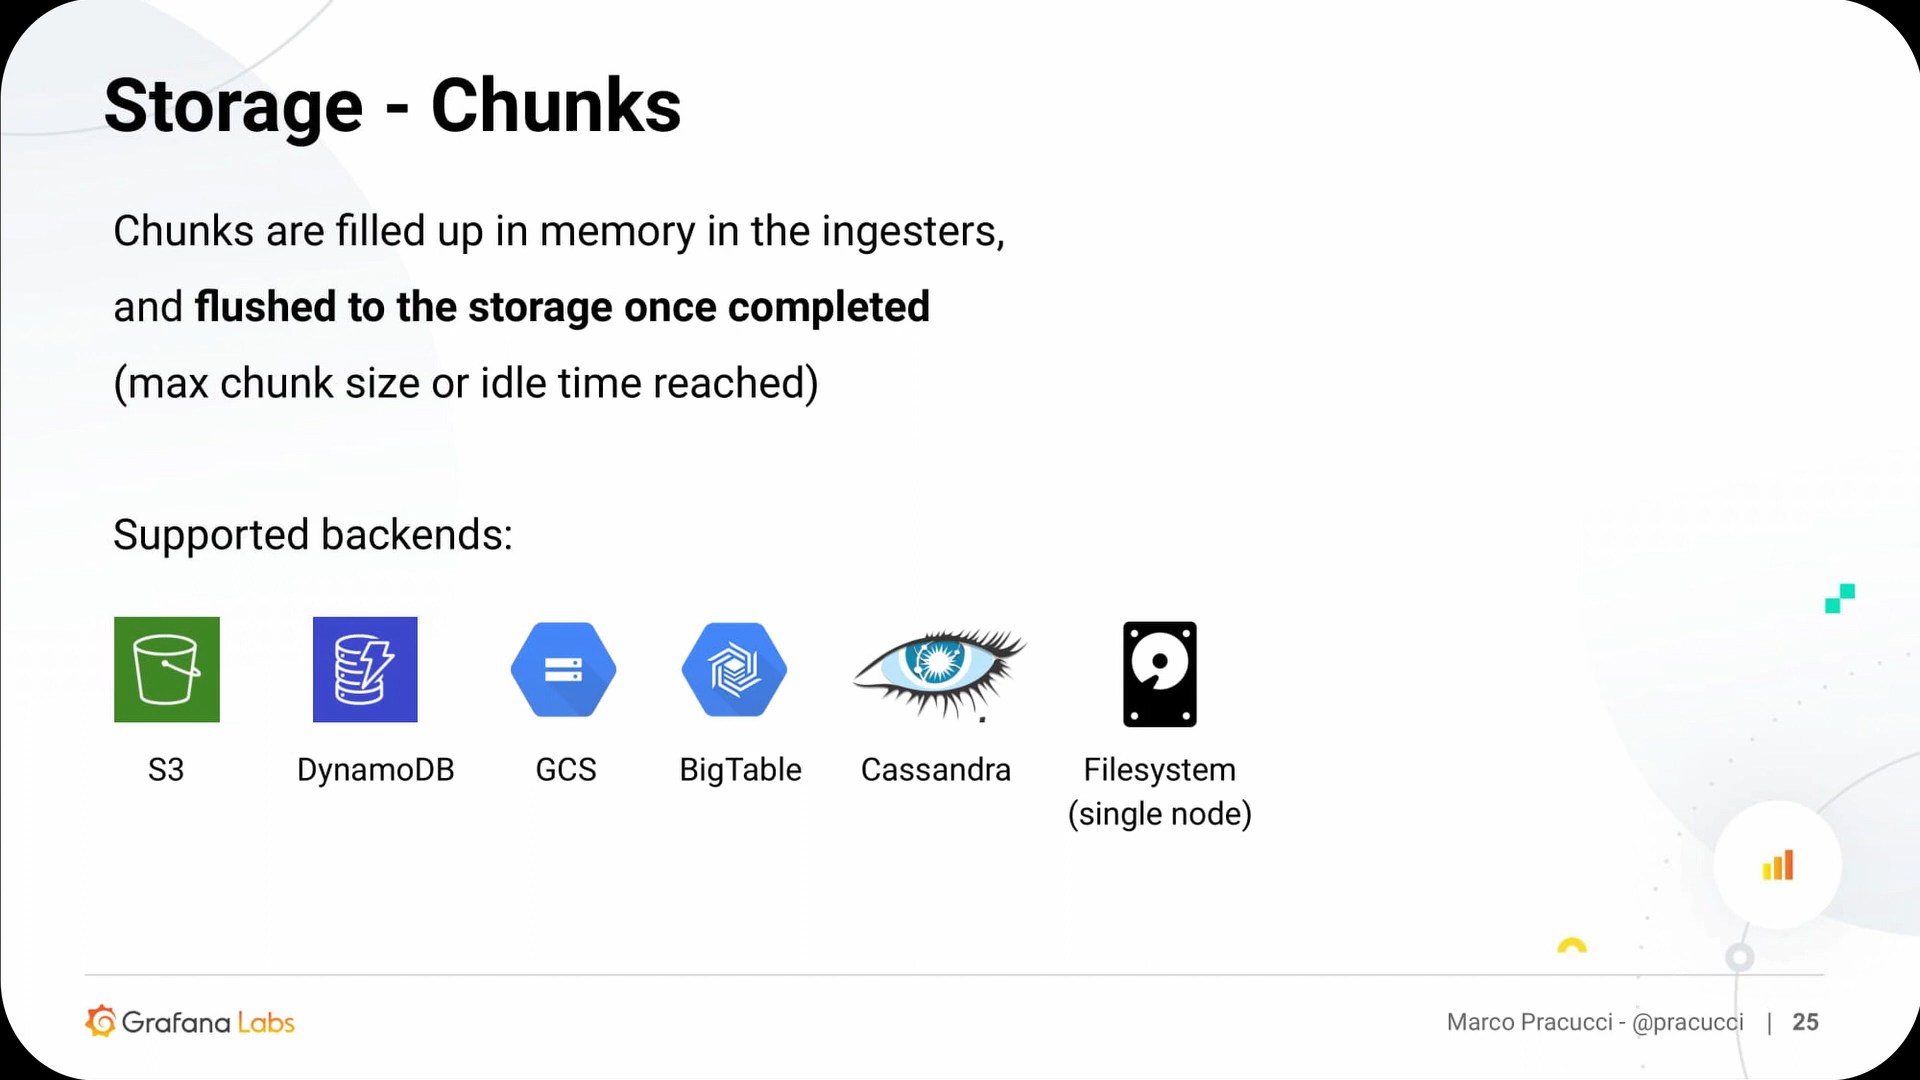 Storage - Chunks
Chunks are filled up in memory in the ingesters,
and flushed to the storage once completed
(max chunk size or idle time reached)
Supported backends:
S3
DynamoDB
GCS
BigTable
Cassandra
Filesystem
(single node)
Grafana Labs
Marco Pracucci - @pracucci | 25